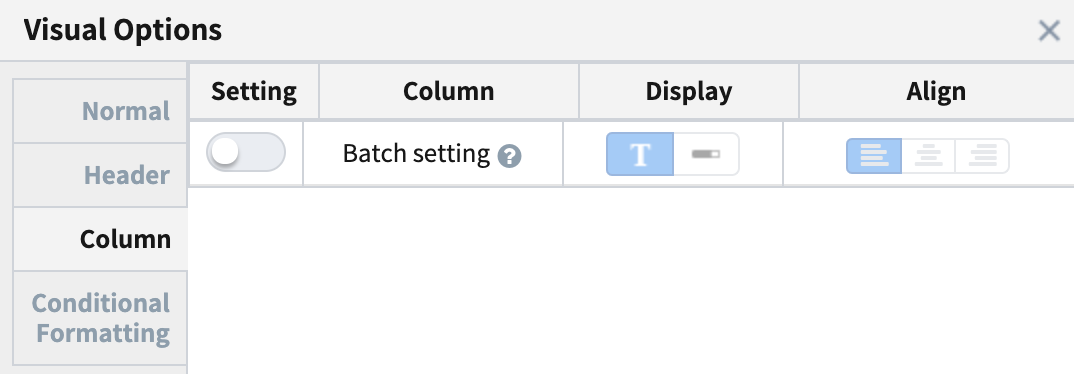 Visual Options
Normal
Header
Column
Conditional
Formatting
Setting Column Display Align
Batch setting ? T